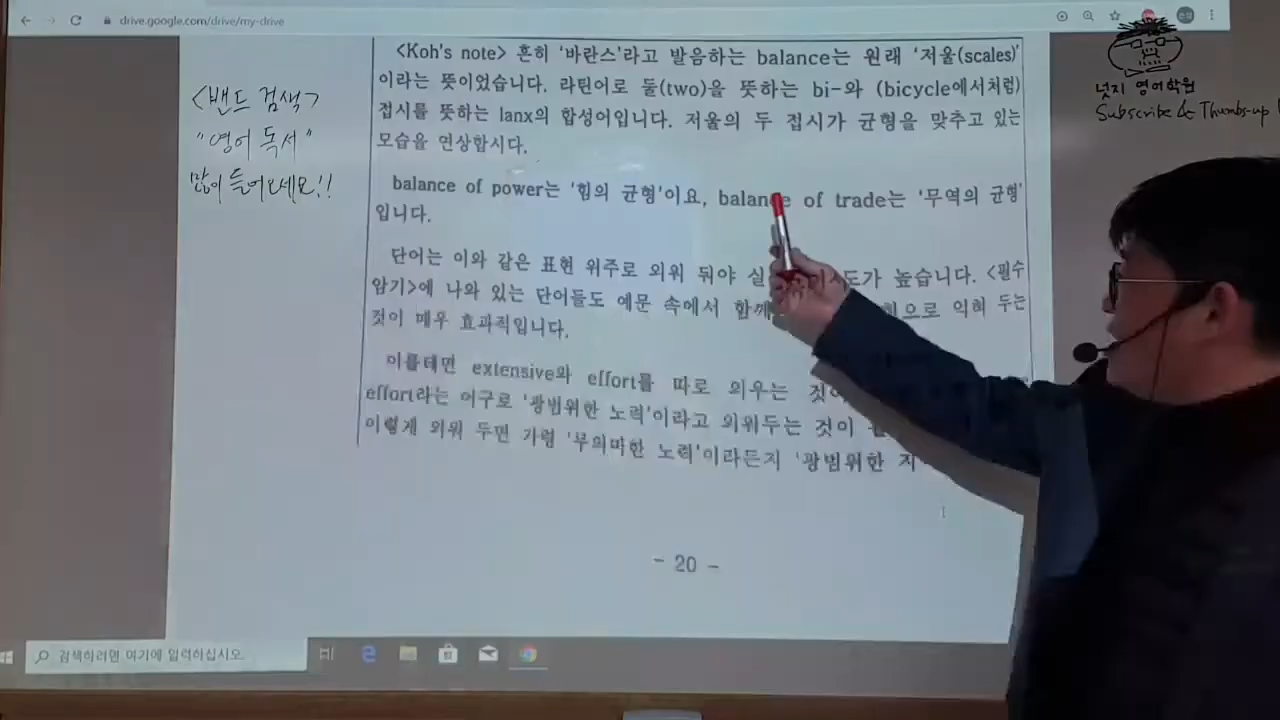 drive.google.com/drive/my-drive
<Koh's note> 흔히 '바란스'라고 발음하는 balance는 원래 '저울(scales)'
이라는 뜻이었습니다. 라틴어로 둘(two)을 뜻하는 bi-와 (bicycle에서처럼)
접시를 뜻하는 lanx의 합성어입니다. 저울의 두 접시가 균형을 맞추고 있는
모습을 연상합시다.
balance of power는 '힘의 균형'이요, balance of trade는 '무역의 균형'
입니다.
단어는 이와 같은 표현 위주로 외워 둬야 높습니다. <필수
암기>에 나와 있는 단어들도 예문 속에서 함께 익혀 두는
것이 매우 효과적입니다.
이를테면 extensive와 effort를 따로 외우는
effort라는 어구로 '광범위한 노력'이라고 외워두는 것이
이렇게 외워 두면 가령 '무의마한 노력'이라든지 '광범위한
- 20 -
<밴드 검색>
"영어 독서"
많이 들어오세요!!
넛지 영어학원
Subscribe & Thumbs-up!
검색하려면 여기에 입력하십시오.